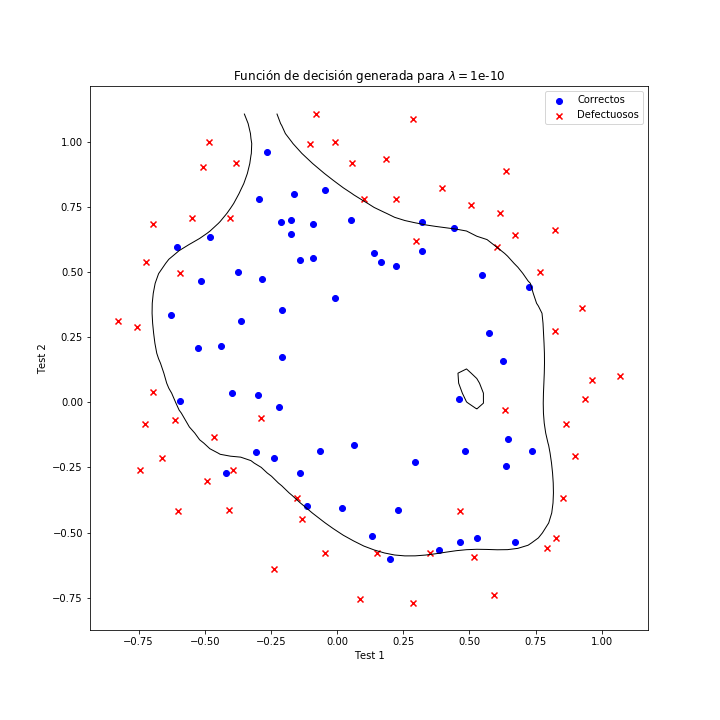 Función de decisión generada para λ = 1e-10
Correctos
Defectuosos
1.00
0.75
0.50
0.25
0.00
−0.25
−0.50
−0.75
Test 2
−0.75 −0.50 −0.25 0.00 0.25 0.50 0.75 1.00
Test 1